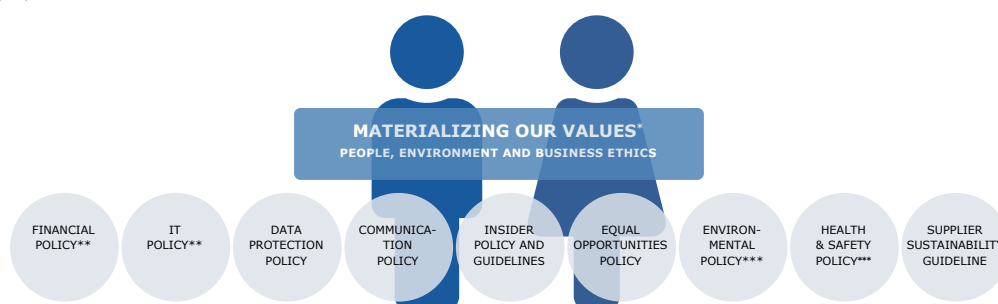 MATERIALIZING OUR VALUES*
PEOPLE, ENVIRONMENT AND BUSINESS ETHICS
FINANCIAL
POLICY**
IT
POLICY**
DATA
PROTECTION
POLICY
COMMUNICA-
TION
POLICY
INSIDER
POLICY AND
GUIDELINES
EQUAL
OPPORTUNITIES
POLICY
ENVIRON-
MENTAL
POLICY***
HEALTH
& SAFETY
POLICY***
SUPPLIER
SUSTAINABILITY
GUIDELINE